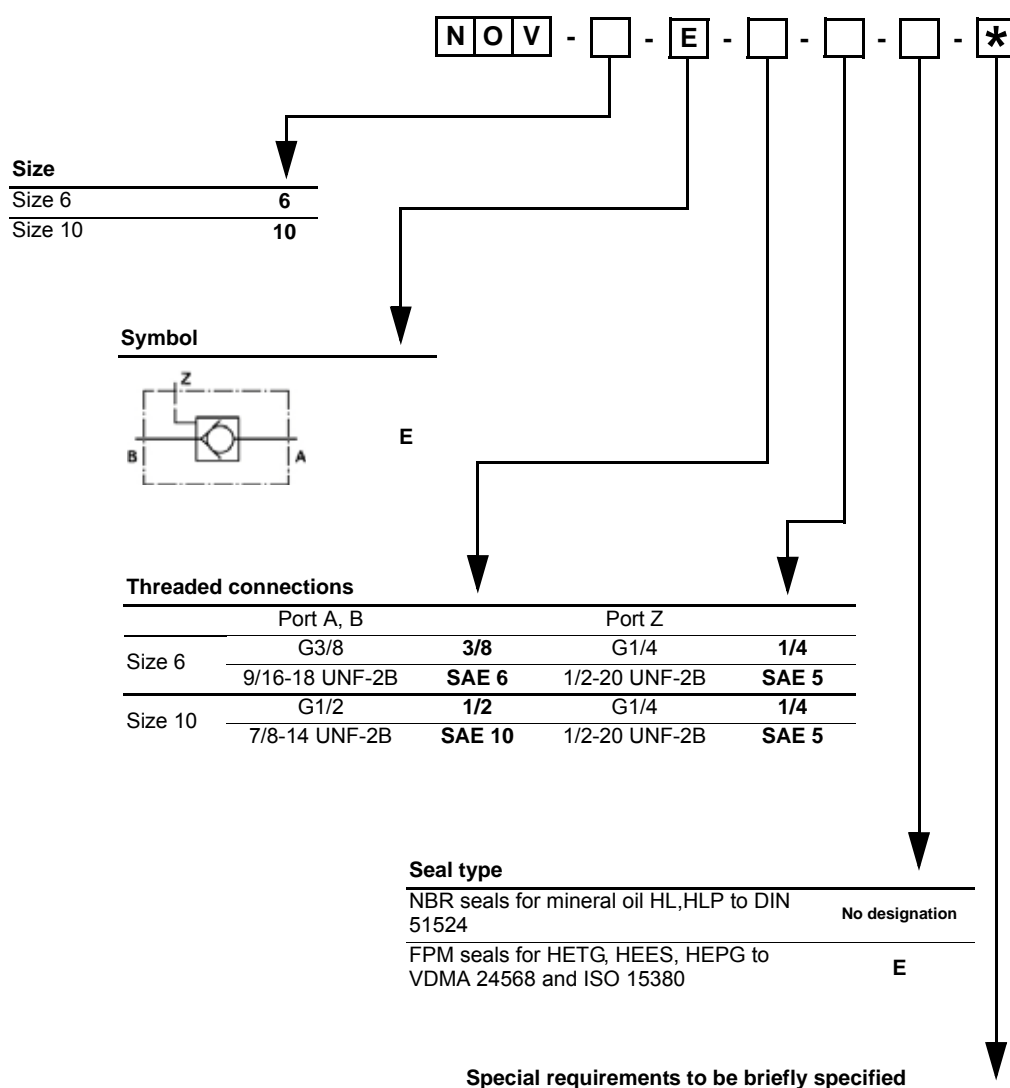 N O V - - E - - - - *
Size
Size 6 6
Size 10 10
Symbol
Z
B A
E
Threaded connections
Port A, B Port Z
Size 6 G3/8 3/8 G1/4 1/4
9/16-18 UNF-2B SAE 6 1/2-20 UNF-2B SAE 5
Size 10 G1/2 1/2 G1/4 1/4
7/8-14 UNF-2B SAE 10 1/2-20 UNF-2B SAE 5
Seal type
NBR seals for mineral oil HL,HLP to DIN
51524
No designation
FPM seals for HETG, HEES, HEPG to
VDMA 24568 and ISO 15380
E
Special requirements to be briefly specified